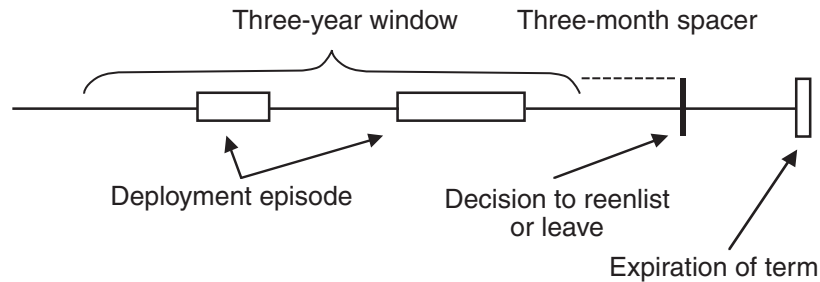 Three-year window
Three-month spacer
Deployment episode
Decision to reenlist
or leave
Expiration of term